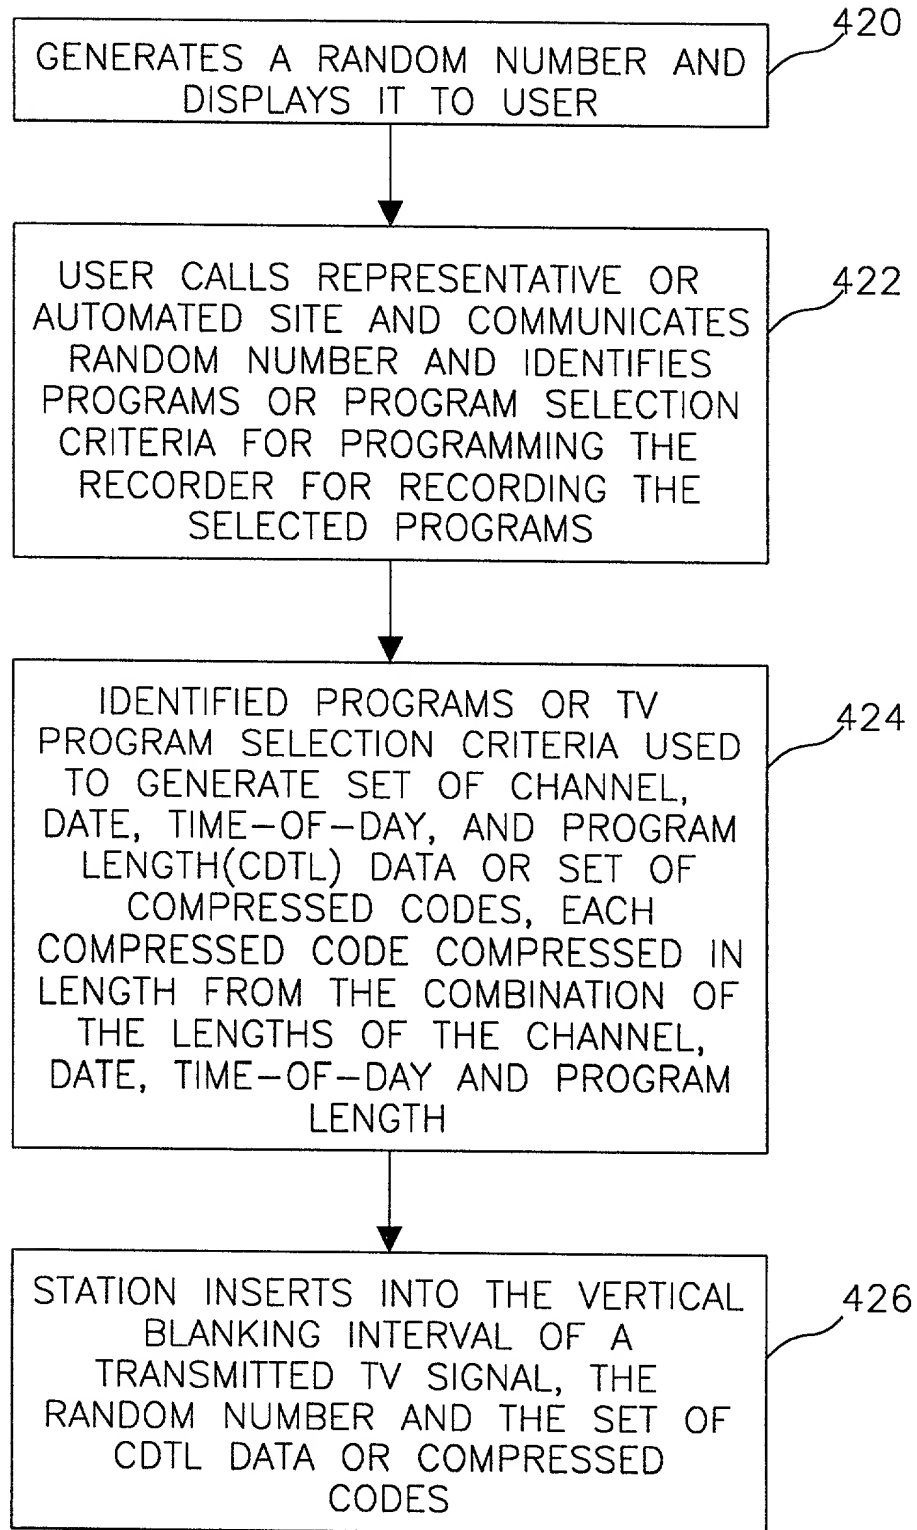 420
GENERATES A RANDOM NUMBER AND
DISPLAYS IT TO USER
422
USER CALLS REPRESENTATIVE OR
AUTOMATED SITE AND COMMUNICATES
RANDOM NUMBER AND IDENTIFIES
PROGRAMS OR PROGRAM SELECTION
CRITERIA FOR PROGRAMMING THE
RECORDER FOR RECORDING THE
SELECTED PROGRAMS
424
IDENTIFIED PROGRAMS OR TV
PROGRAM SELECTION CRITERIA USED
TO GENERATE SET OF CHANNEL,
DATE, TIME-OF-DAY, AND PROGRAM
LENGTH(CDTL) DATA OR SET OF
COMPRESSED CODES, EACH
COMPRESSED CODE COMPRESSED IN
LENGTH FROM THE COMBINATION OF
THE LENGTHS OF THE CHANNEL,
DATE, TIME-OF-DAY AND PROGRAM
LENGTH
426
STATION INSERTS INTO THE VERTICAL
BLANKING INTERVAL OF A
TRANSMITTED TV SIGNAL, THE
RANDOM NUMBER AND THE SET OF
CDTL DATA OR COMPRESSED
CODES